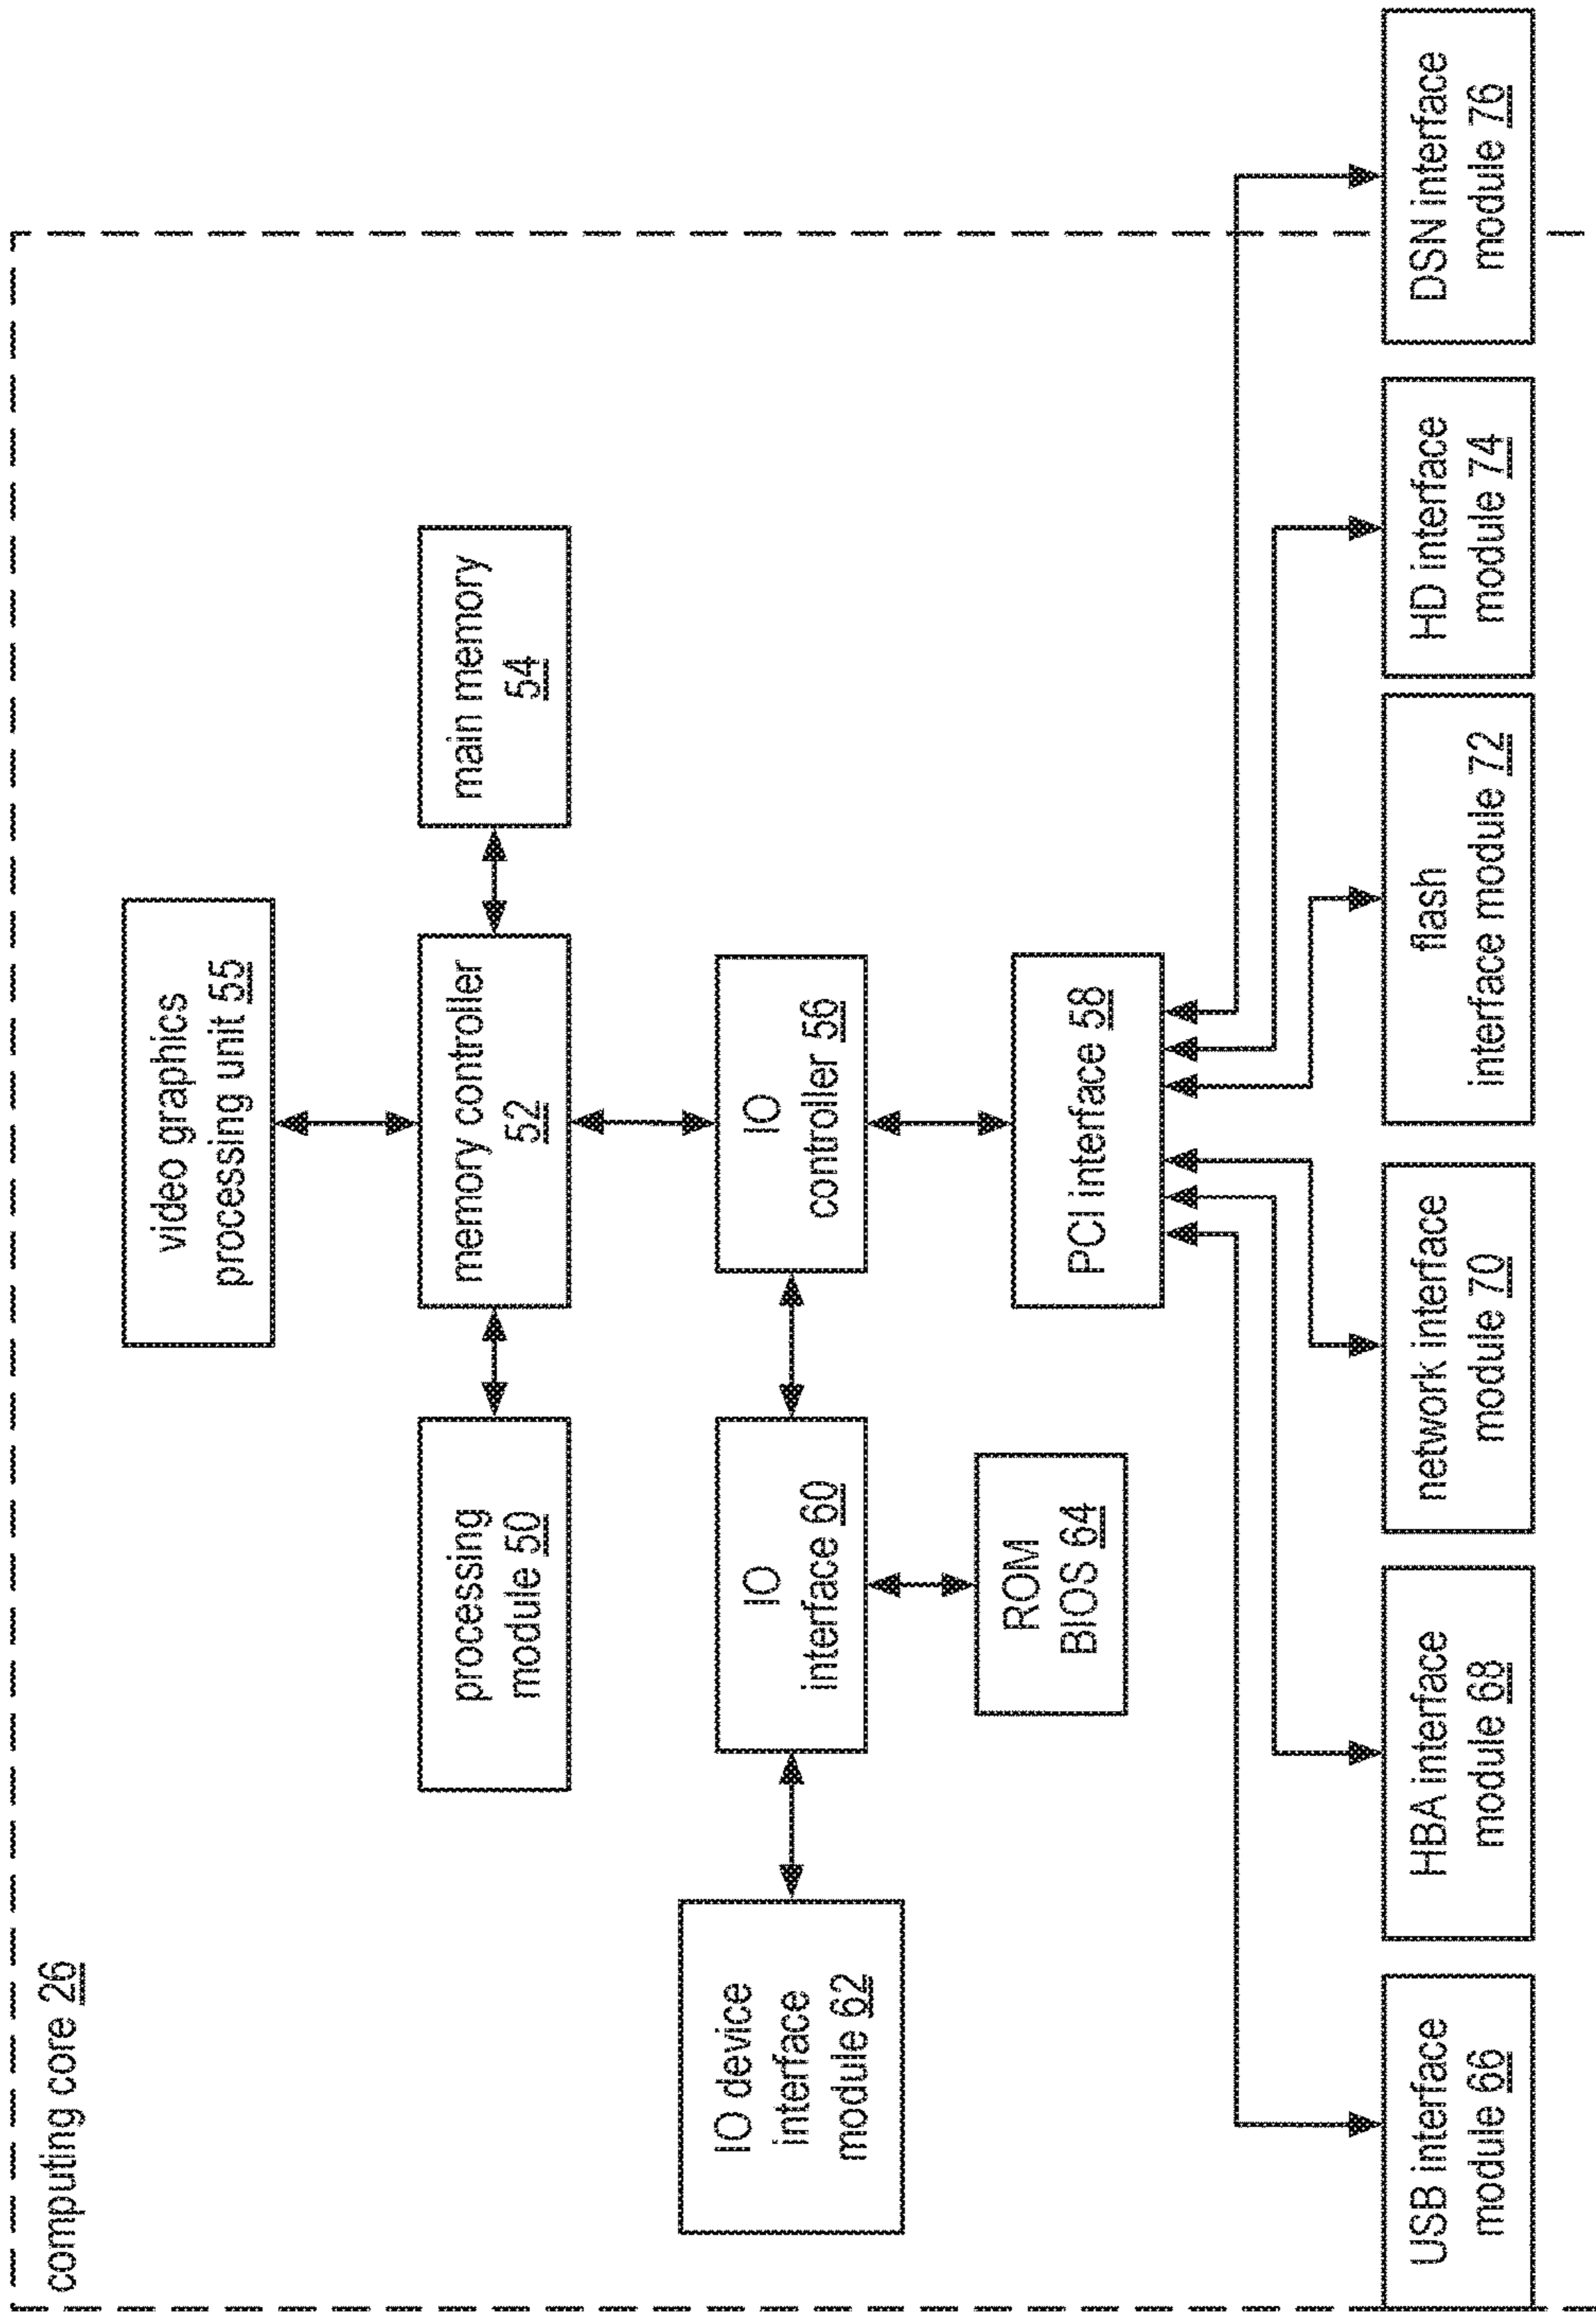 computing core 26
video graphics
processing unit 55
processing
module 50
memory controller
52
main memory
54
IO device
interface
module 62
IO
interface 60
IO
controller 56
ROM
BIOS 64
PCI interface 58
USB interface
module 66
HBA interface
module 68
network interface
module 70
flash
interface module 72
HD interface
module 74
DSN interface
module 76